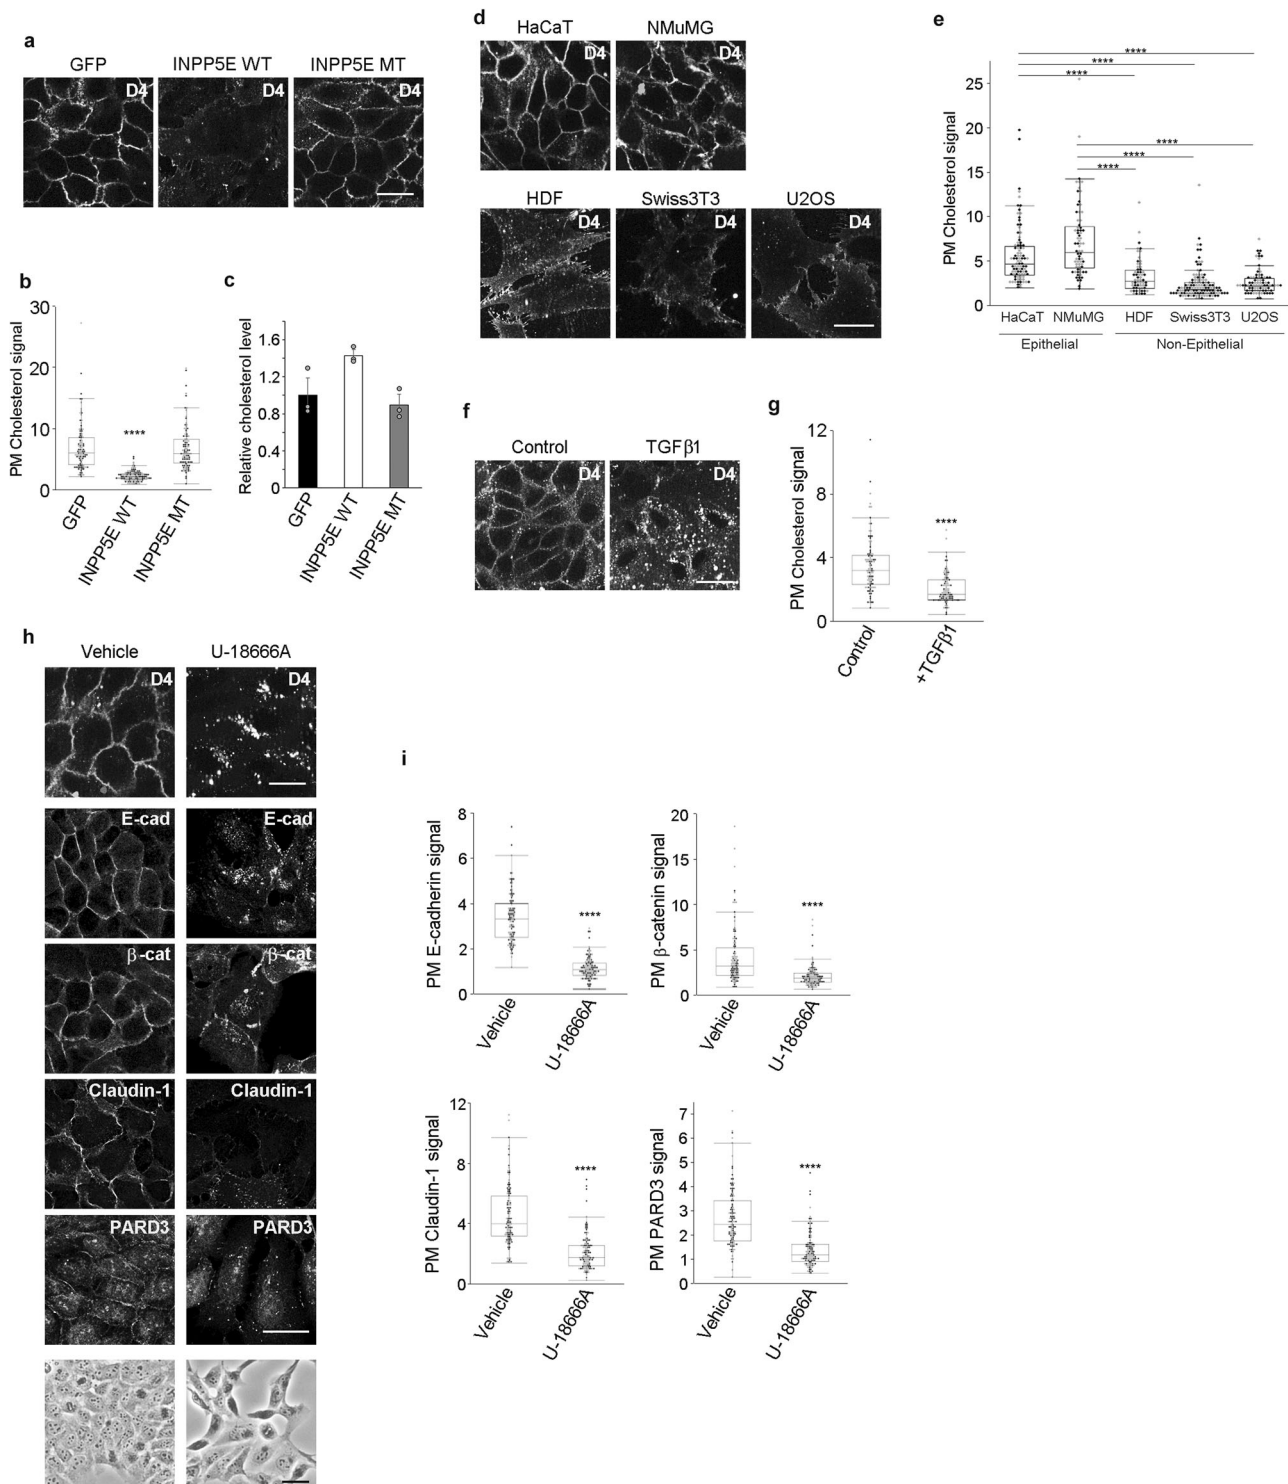 a
GFP INPP5E WT INPP5E MT
D4 D4 D4
b
PM Cholesterol signal
30
20
10
0
GFP
INPP5E WT
INPP5E MT
****
c
Relative cholesterol level
1.6
1.2
0.8
0.4
0
GFP
INPP5E WT
INPP5E MT
d
HaCaT NMuMG
D4 D4
HDF Swiss3T3 U2OS
D4 D4 D4
e
PM Cholesterol signal
25
20
15
10
5
0
****
****
****
****
****
****
HaCaT NMuMG HDF Swiss3T3 U2OS
Epithelial Non-Epithelial
f
Control TGFβ1
D4 D4
g
PM Cholesterol signal
12
8
4
0
****
Control
+TGFβ1
h
Vehicle U-18666A
D4 D4
E-cad E-cad
β-cat β-cat
Claudin-1 Claudin-1
PARD3 PARD3
i
PM E-cadherin signal
8
6
4
2
0
****
Vehicle
U-18666A
PM β-catenin signal
20
15
10
5
0
****
Vehicle
U-18666A
PM Claudin-1 signal
12
8
4
0
****
Vehicle
U-18666A
PM PARD3 signal
7
6
5
4
3
2
1
0
****
Vehicle
U-18666A